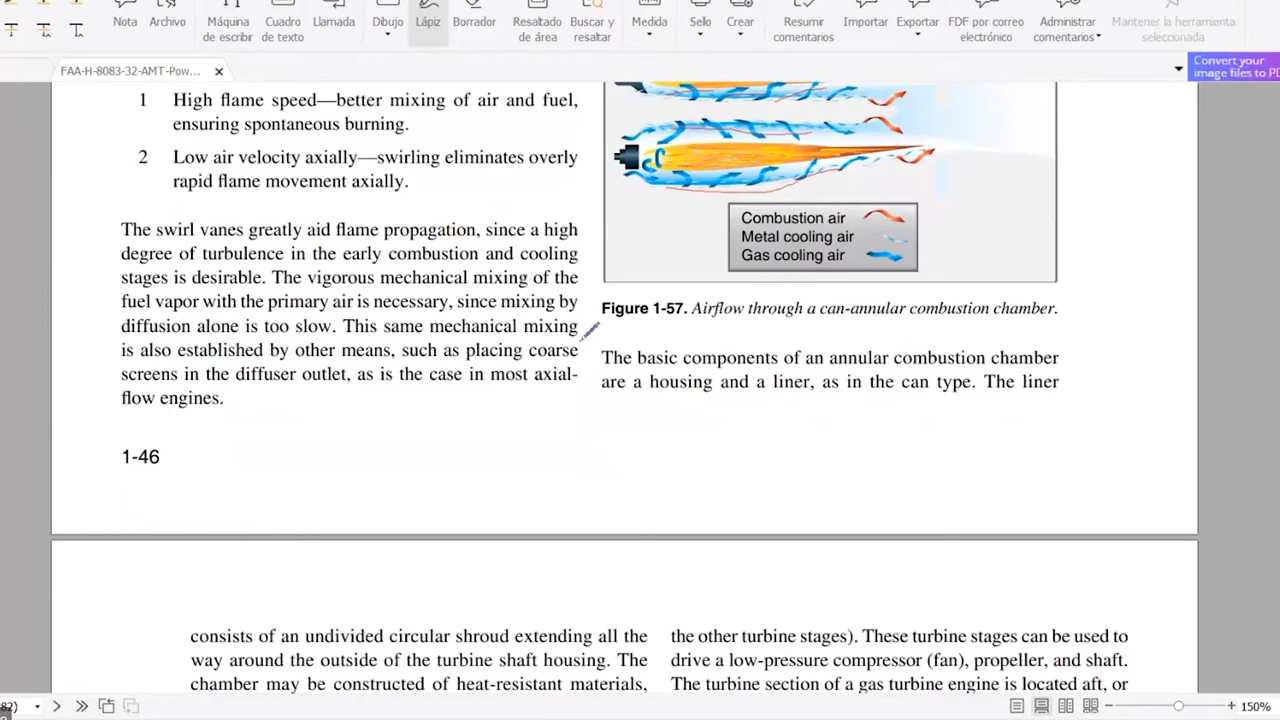 Nota
Archivo
Máquina
de escribir
Cuadro
de texto
Llamada
Dibujo
Lápiz
Borrador
Resaltado
de área
Buscar y
resaltar
Medida
Sello
Crear
Resumir
comentarios
Importar
Exportar
FDF por correo
electrónico
Administrar
comentarios
Mantener la herramienta
seleccionada
FAA-H-8083-32-AMT-Pow...
Convert your
image files to PD
1 High flame speed—better mixing of air and fuel,
ensuring spontaneous burning.
2 Low air velocity axially—swirling eliminates overly
rapid flame movement axially.
The swirl vanes greatly aid flame propagation, since a high
degree of turbulence in the early combustion and cooling
stages is desirable. The vigorous mechanical mixing of the
fuel vapor with the primary air is necessary, since mixing by
diffusion alone is too slow. This same mechanical mixing
is also established by other means, such as placing coarse
screens in the diffuser outlet, as is the case in most axial-
flow engines.
1-46
Combustion air
Metal cooling air
Gas cooling air
Figure 1-57. Airflow through a can-annular combustion chamber.
The basic components of an annular combustion chamber
are a housing and a liner, as in the can type. The liner
consists of an undivided circular shroud extending all the
way around the outside of the turbine shaft housing. The
chamber may be constructed of heat-resistant materials,
the other turbine stages). These turbine stages can be used to
drive a low-pressure compressor (fan), propeller, and shaft.
The turbine section of a gas turbine engine is located aft, or
82)
150%